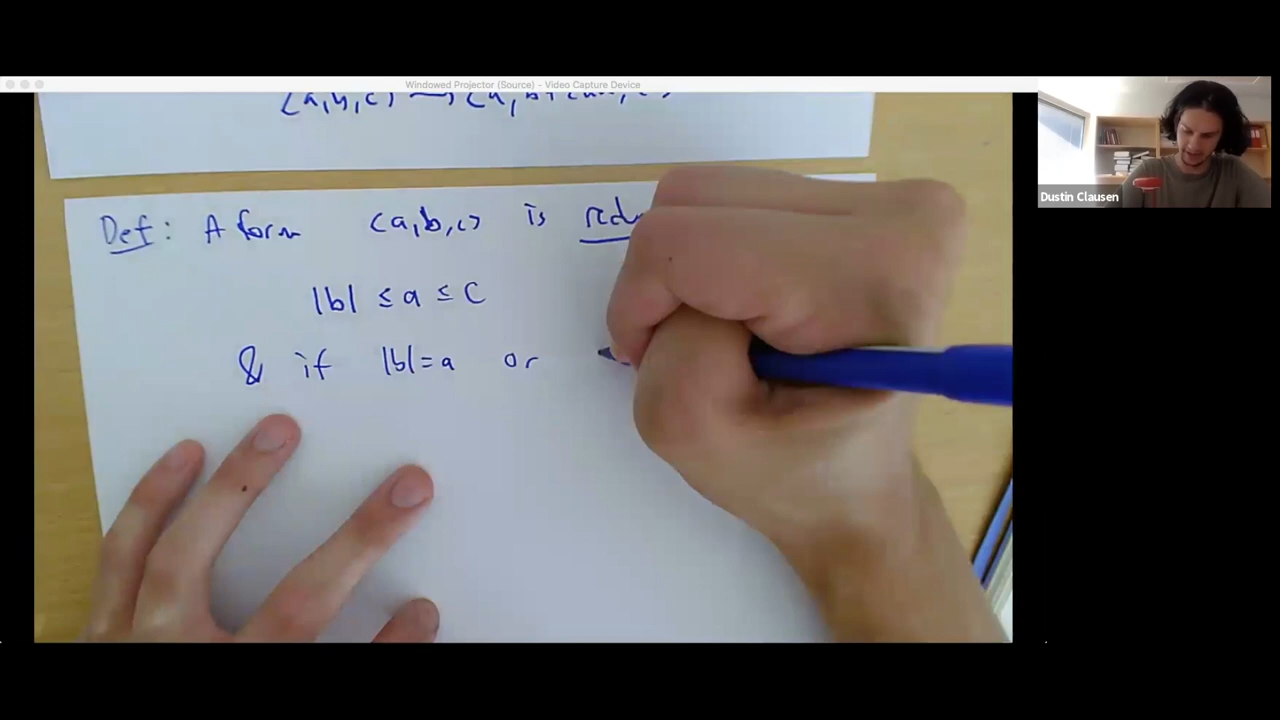 Windowed Projector (Source) - Video Capture Device
Dustin Clausen
Def: A form <a,b,c> is
|b| ≤ a ≤ c
& if |b|=a or